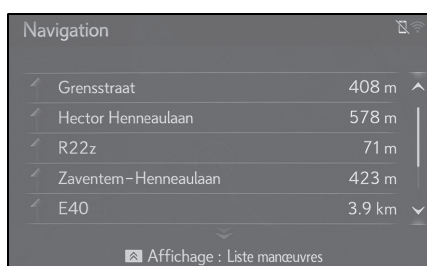 Navigation
Grensstraat 408 m
Hector Henneaulaan 578 m
R22z 71 m
Zaventem-Henneaulaan 423 m
E40 3.9 km
Affichage : Liste manœuvres